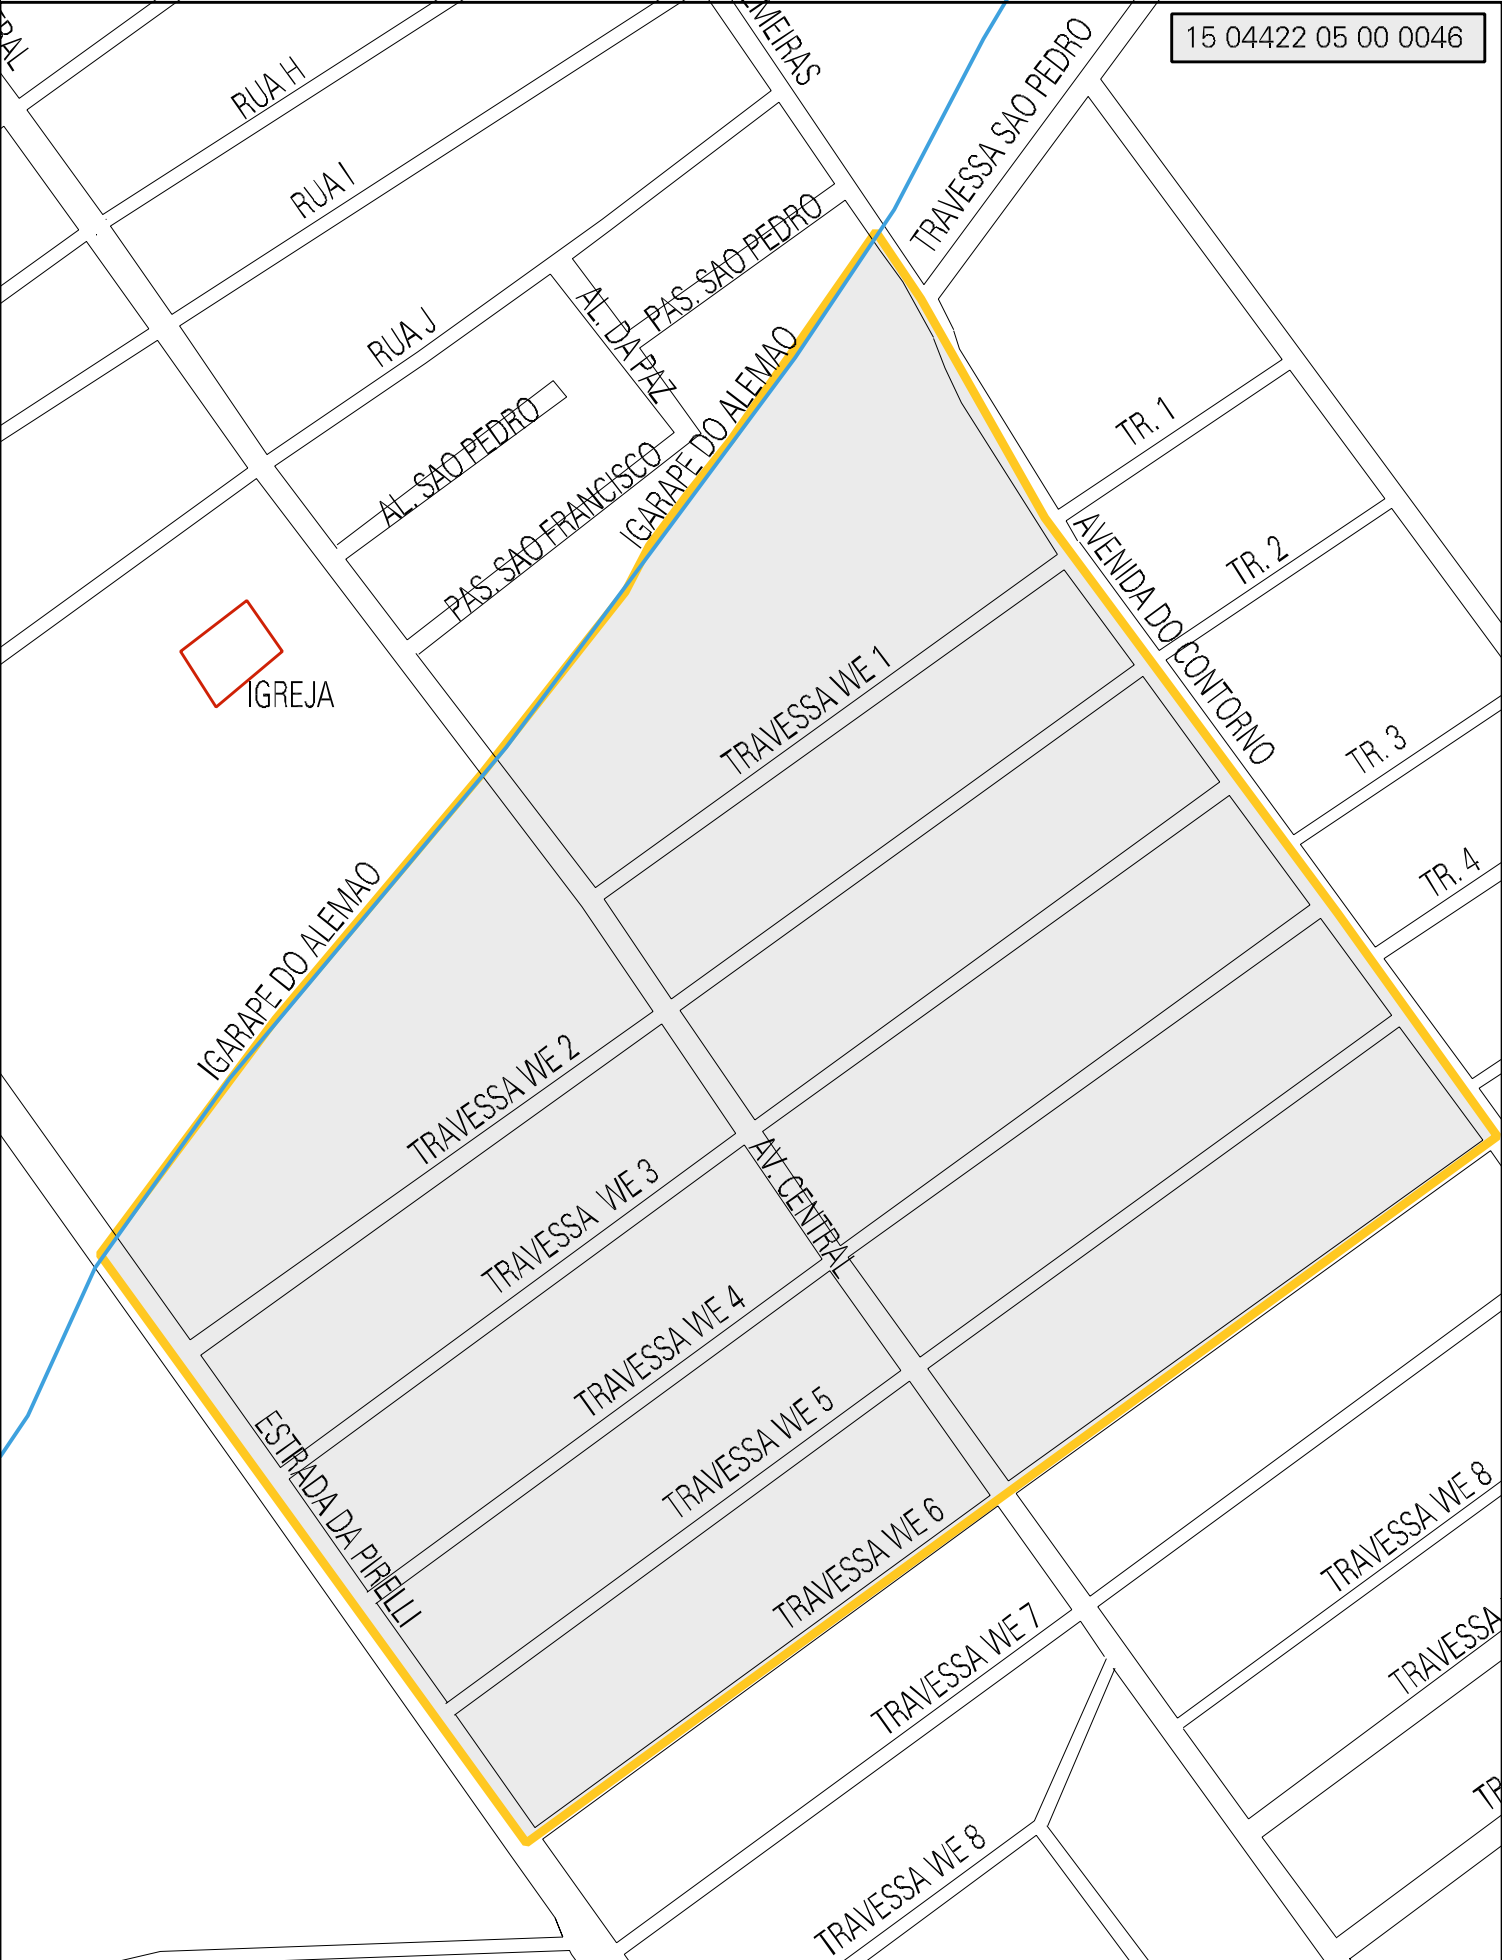 15 04422 05 00 0046
RUA H
TRAVESSA SAO PEDRO
RUA I
PAS. SAO PEDRO
RUA J
AL. DA PAZ
IGARAPE DO ALEMAO
AL. SAO PEDRO
TR. 1
PAS. SAO FRANCISCO
TR. 2
AVENIDA DO CONTORNO
IGREJA
TRAVESSA WE 1
TR. 3
TR. 4
IGARAPE DO ALEMAO
TRAVESSA WE 2
TRAVESSA WE 3
AV. CENTRAL
TRAVESSA WE 4
TRAVESSA WE 5
ESTRADA DA PIRELLI
TRAVESSA WE 6
TRAVESSA WE 8
TRAVESSA WE 7
TRAVESSA
TRAVESSA WE 8